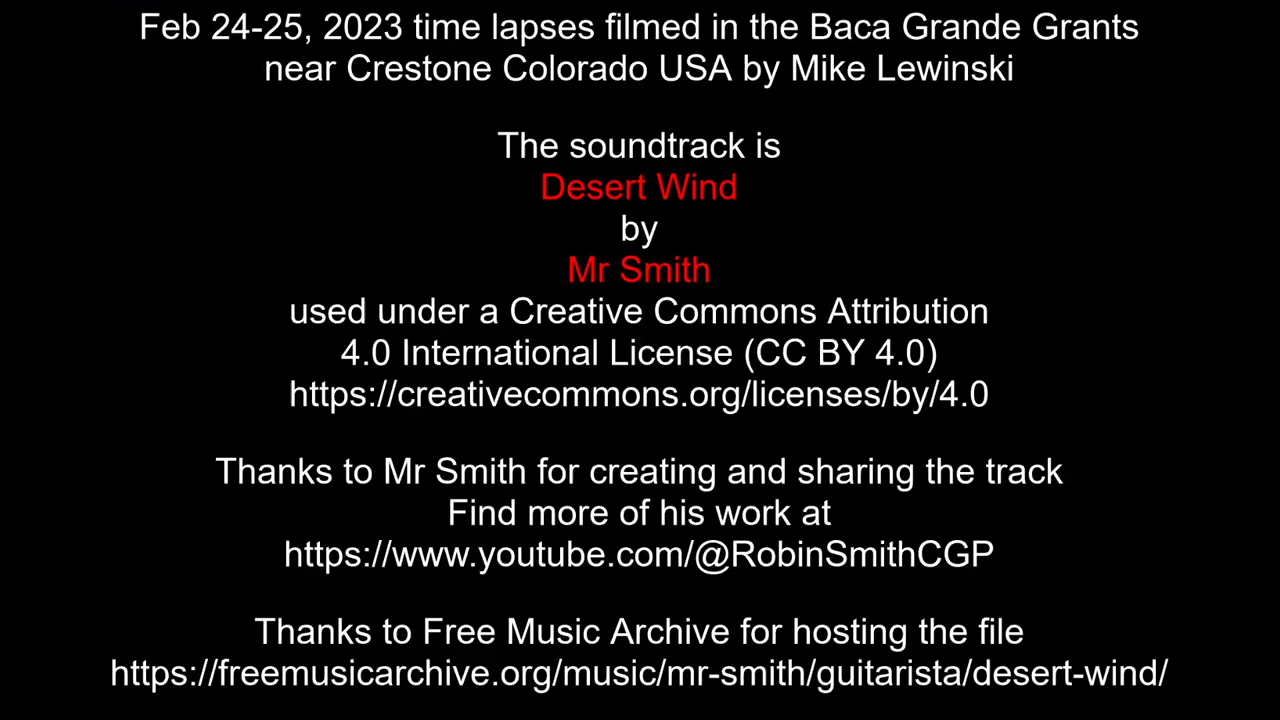 Feb 24-25, 2023 time lapses filmed in the Baca Grande Grants
near Crestone Colorado USA by Mike Lewinski
The soundtrack is
Desert Wind
by
Mr Smith
used under a Creative Commons Attribution
4.0 International License (CC BY 4.0)
https://creativecommons.org/licenses/by/4.0
Thanks to Mr Smith for creating and sharing the track
Find more of his work at
https://www.youtube.com/@RobinSmithCGP
Thanks to Free Music Archive for hosting the file
https://freemusicarchive.org/music/mr-smith/guitarista/desert-wind/